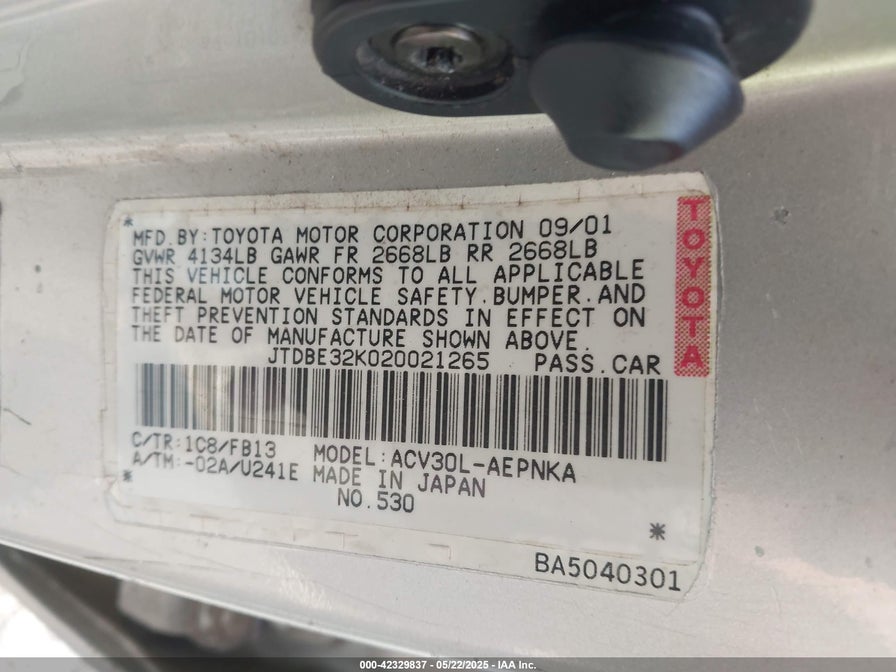 MFD.BY:TOYOTA MOTOR CORPORATION 09/01
GVWR 4134LB GAWR FR 2668LB RR 2668LB
THIS VEHICLE CONFORMS TO ALL APPLICABLE
FEDERAL MOTOR VEHICLE SAFETY.BUMPER.AND
THEFT PREVENTION STANDARDS IN EFFECT ON
THE DATE OF MANUFACTURE SHOWN ABOVE.
JTDBE32K020021265 PASS.CAR
TOYOTA
C/TR:1C8/FB13 MODEL:ACV30L-AEPNKA
A/TM:-02A/U241E MADE IN JAPAN
NO.530
BA5040301
000-42329837 - 05/22/2025 - IAA Inc.